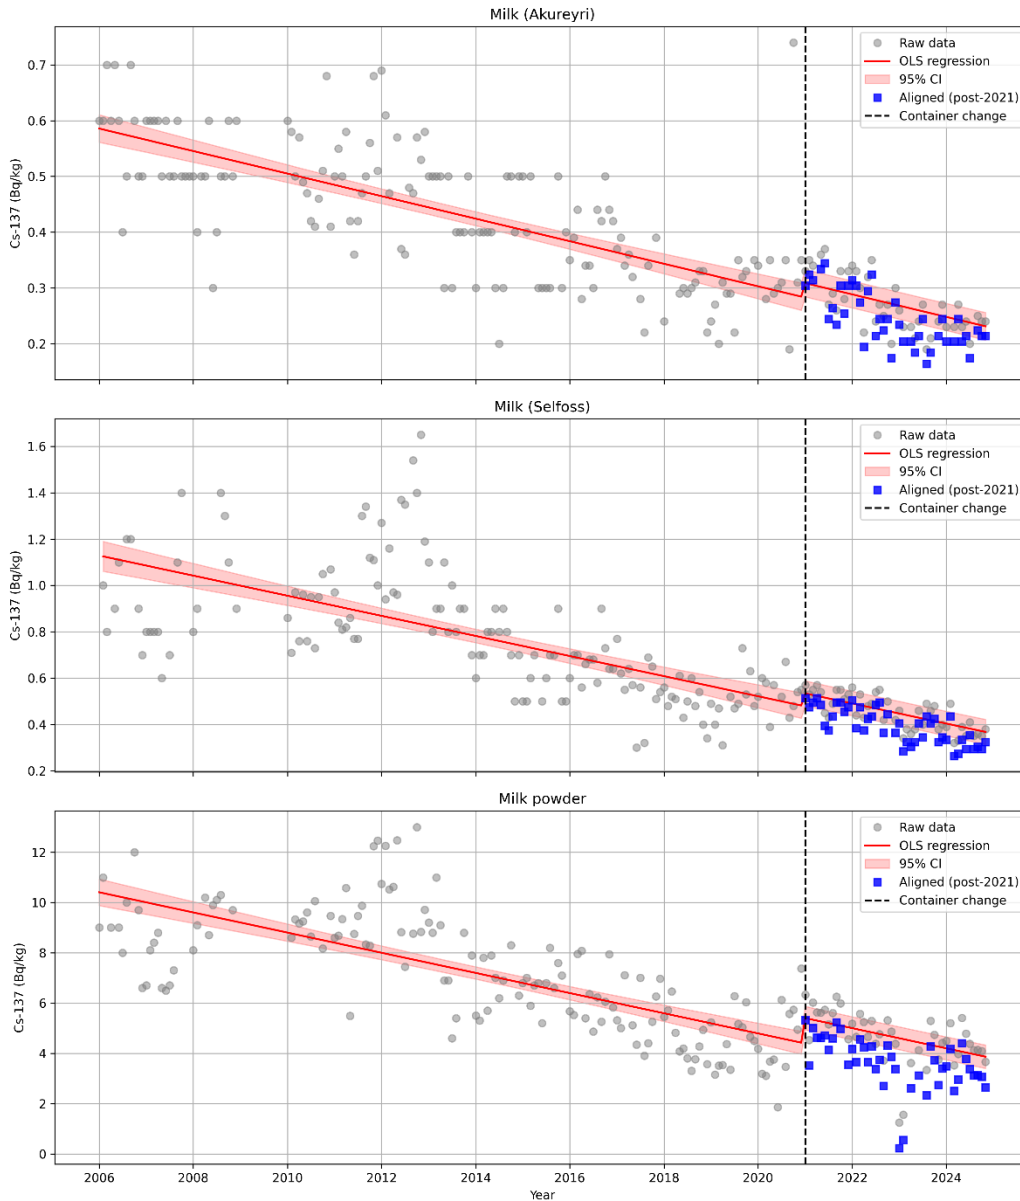 Milk (Akureyri)
Cs-137 (Bq/kg)
0.7
0.6
0.5
0.4
0.3
0.2
Raw data
OLS regression
95% CI
Aligned (post-2021)
Container change
Milk (Selfoss)
Cs-137 (Bq/kg)
1.6
1.4
1.2
1.0
0.8
0.6
0.4
0.2
Raw data
OLS regression
95% CI
Aligned (post-2021)
Container change
Milk powder
Cs-137 (Bq/kg)
12
10
8
6
4
2
0
Raw data
OLS regression
95% CI
Aligned (post-2021)
Container change
2006 2008 2010 2012 2014 2016 2018 2020 2022 2024
Year